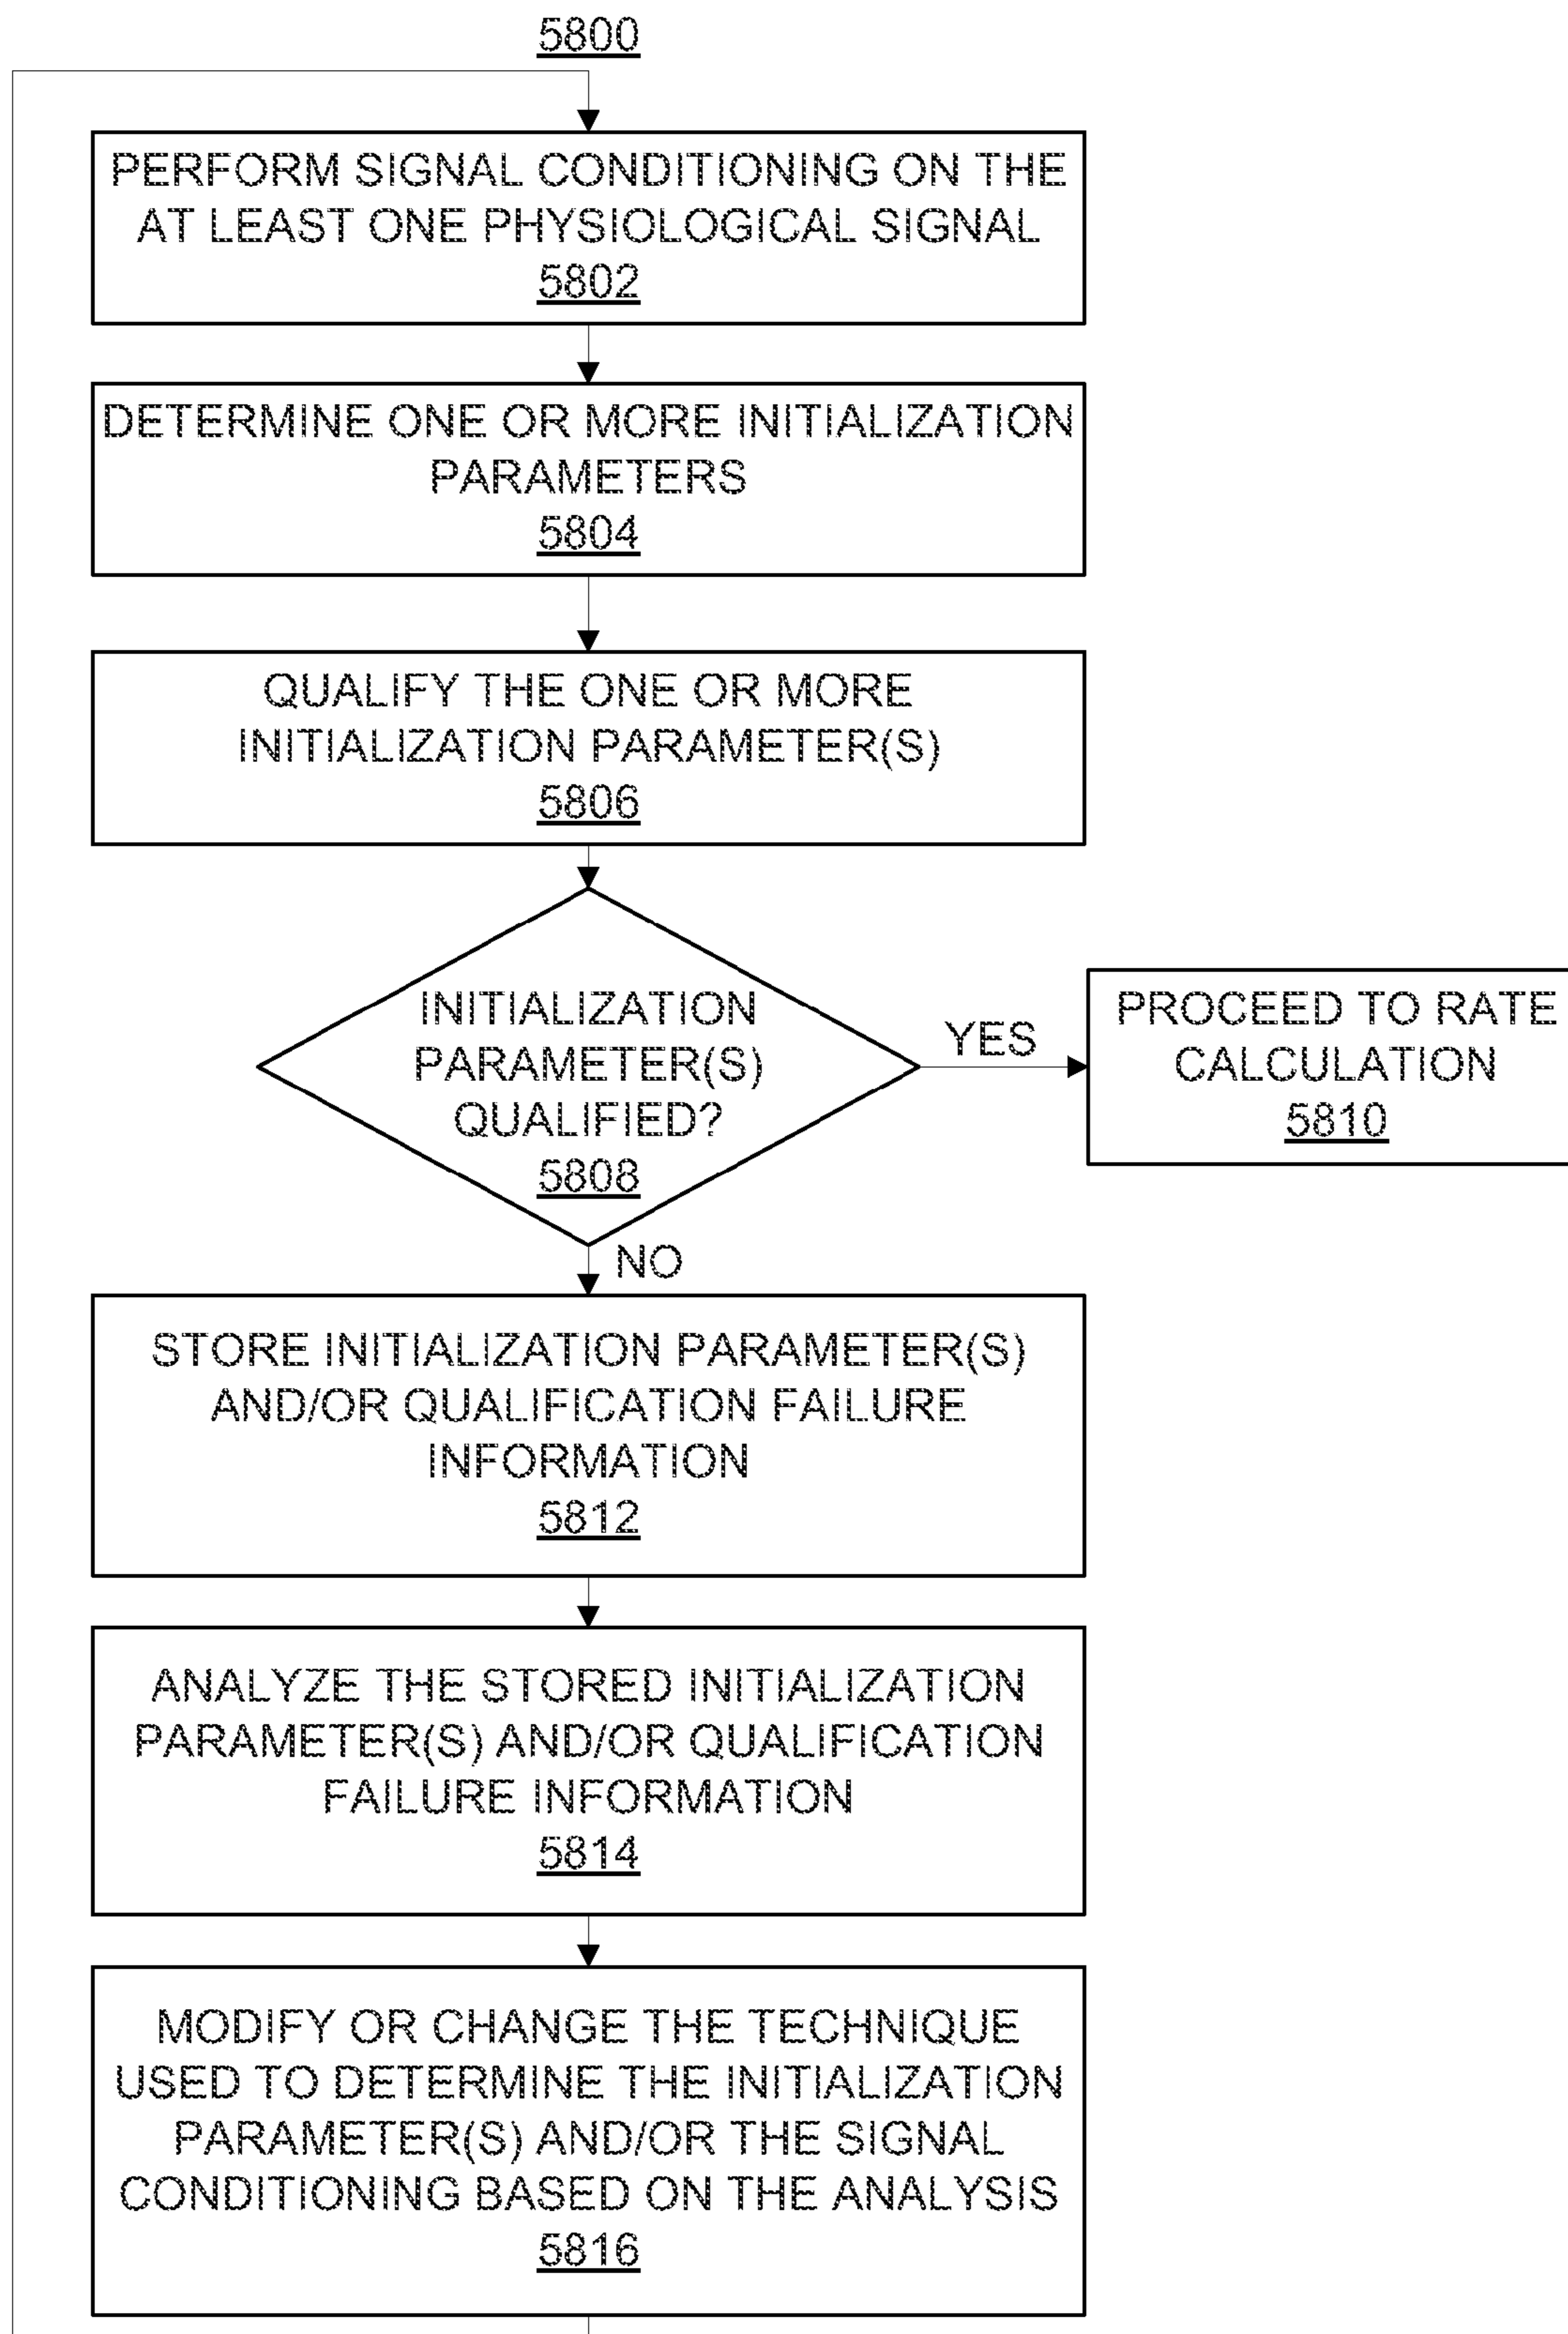 5800
PERFORM SIGNAL CONDITIONING ON THE
AT LEAST ONE PHYSIOLOGICAL SIGNAL
5802
DETERMINE ONE OR MORE INITIALIZATION
PARAMETERS
5804
QUALIFY THE ONE OR MORE
INITIALIZATION PARAMETER(S)
5806
INITIALIZATION
PARAMETER(S)
QUALIFIED?
5808
YES
PROCEED TO RATE
CALCULATION
5810
NO
STORE INITIALIZATION PARAMETER(S)
AND/OR QUALIFICATION FAILURE
INFORMATION
5812
ANALYZE THE STORED INITIALIZATION
PARAMETER(S) AND/OR QUALIFICATION
FAILURE INFORMATION
5814
MODIFY OR CHANGE THE TECHNIQUE
USED TO DETERMINE THE INITIALIZATION
PARAMETER(S) AND/OR THE SIGNAL
CONDITIONING BASED ON THE ANALYSIS
5816